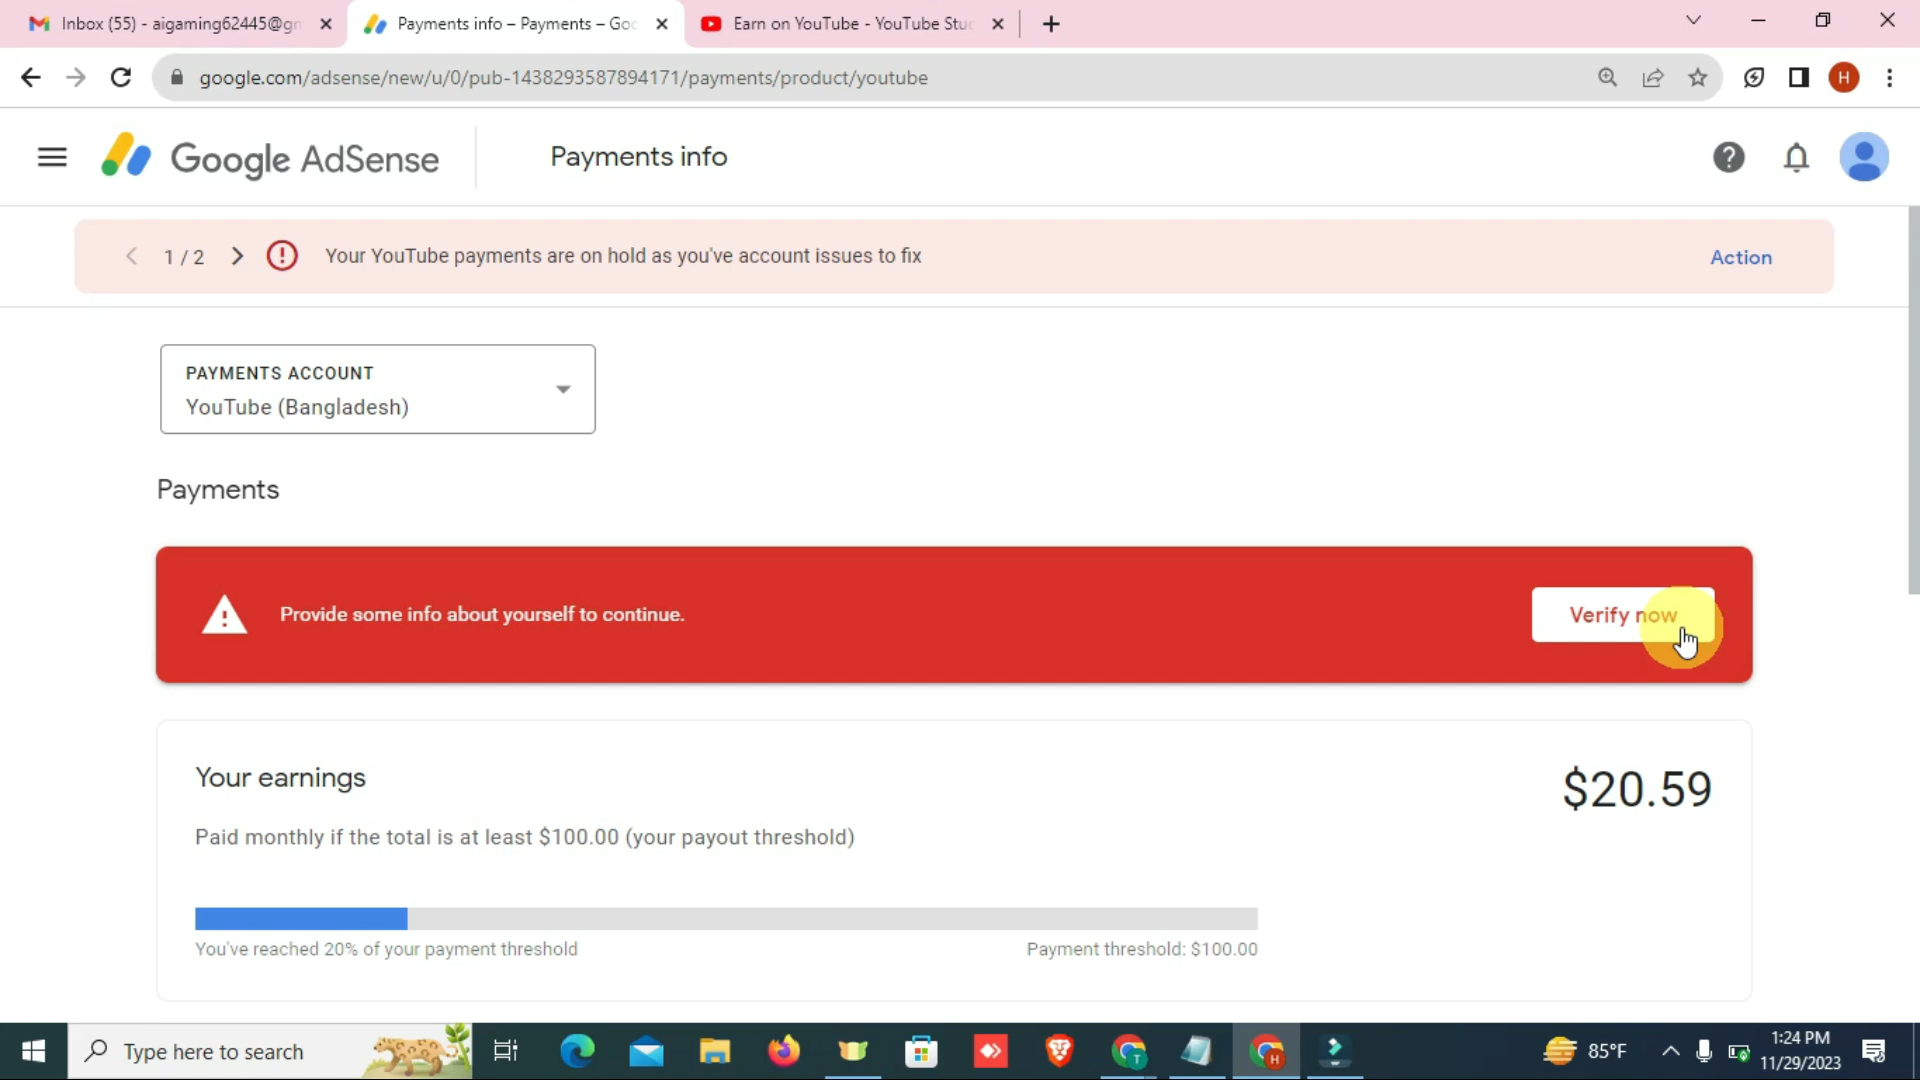 Inbox (55) - aigaming62445@gm
Payments info – Payments – Goo
Earn on YouTube - YouTube Stud
google.com/adsense/new/u/0/pub-1438293587894171/payments/product/youtube
H
Google AdSense
Payments info
1 / 2
Your YouTube payments are on hold as you've account issues to fix
Action
PAYMENTS ACCOUNT
YouTube (Bangladesh)
Payments
Provide some info about yourself to continue.
Verify now
Your earnings
$20.59
Paid monthly if the total is at least $100.00 (your payout threshold)
You've reached 20% of your payment threshold
Payment threshold: $100.00
Type here to search
T
H
85°F
1:24 PM
11/29/2023